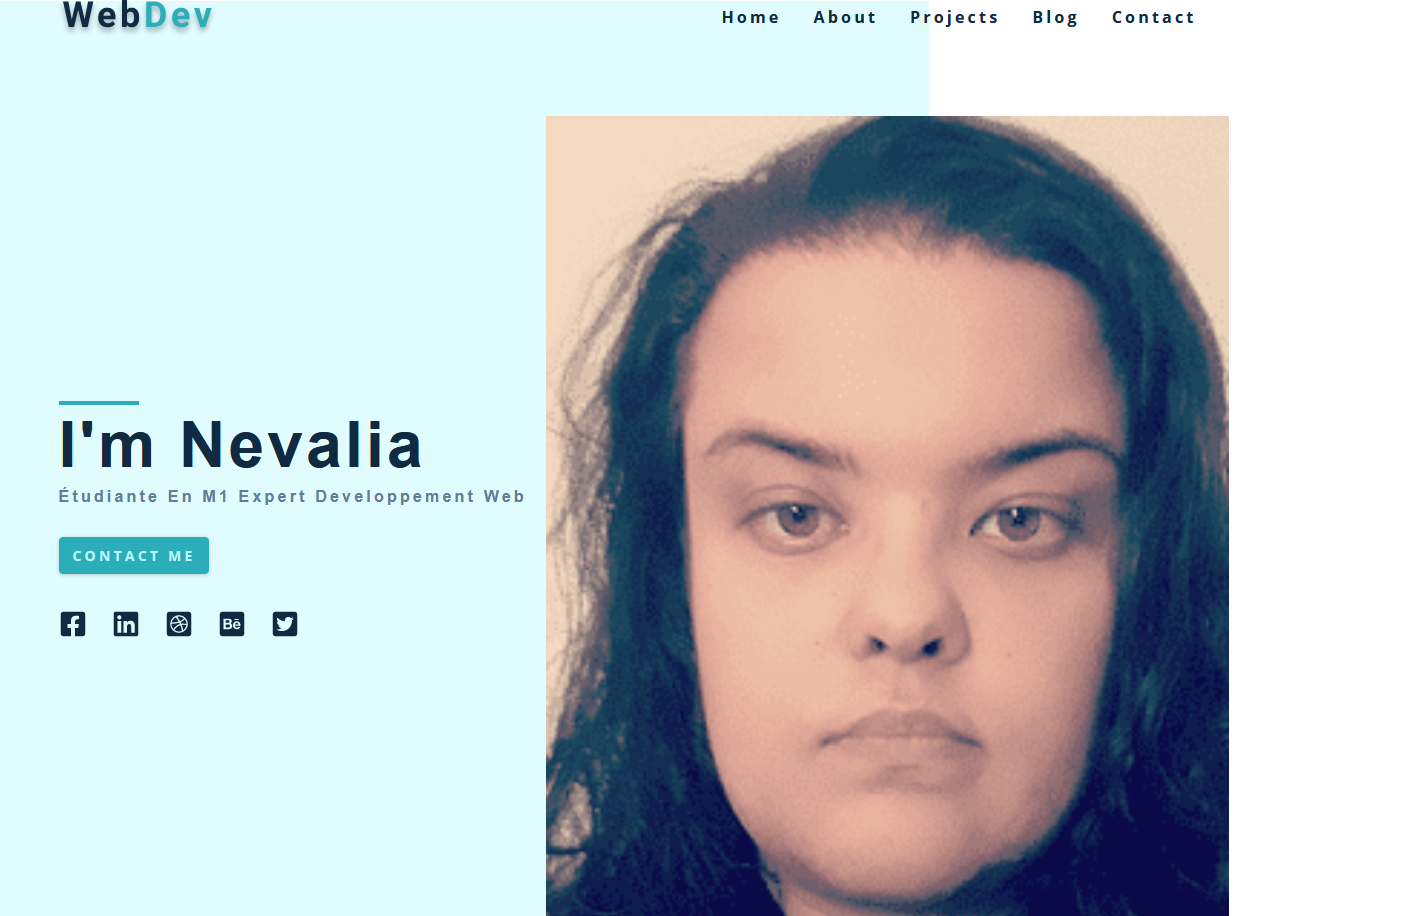 WebDev
Home About Projects Blog Contact
I'm Nevalia
Étudiante En M1 Expert Developpement Web
CONTACT ME
Bē